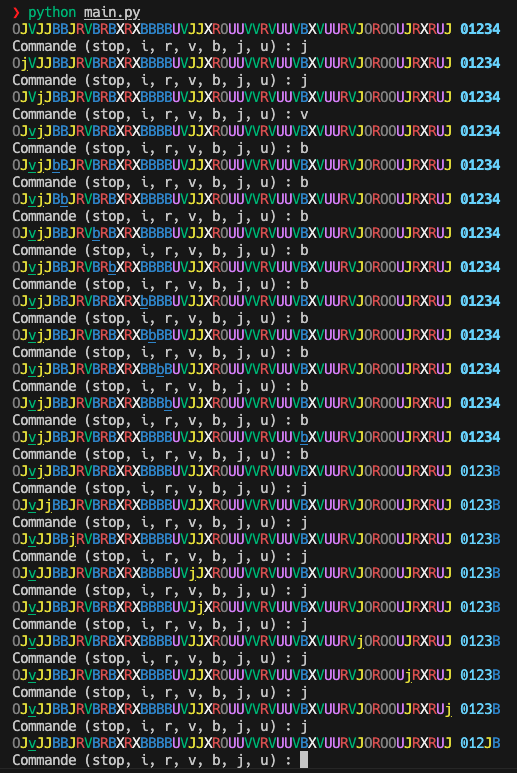 ❯ python main.py
OJVJJBBJRVBRBXRXBBBBUVJJXROUUVVRVUUVBXVUURVJOROOUJRXRUJ 01234
Commande (stop, i, r, v, b, j, u) : j
OjVJJBBJRVBRBXRXBBBBUVJJXROUUVVRVUUVBXVUURVJOROOUJRXRUJ 01234
Commande (stop, i, r, v, b, j, u) : j
OJVjJBBJRVBRBXRXBBBBUVJJXROUUVVRVUUVBXVUURVJOROOUJRXRUJ 01234
Commande (stop, i, r, v, b, j, u) : v
OJvjJBBJRVBRBXRXBBBBUVJJXROUUVVRVUUVBXVUURVJOROOUJRXRUJ 01234
Commande (stop, i, r, v, b, j, u) : b
OJvjJbBJRVBRBXRXBBBBUVJJXROUUVVRVUUVBXVUURVJOROOUJRXRUJ 01234
Commande (stop, i, r, v, b, j, u) : b
OJvjJBbJRVBRBXRXBBBBUVJJXROUUVVRVUUVBXVUURVJOROOUJRXRUJ 01234
Commande (stop, i, r, v, b, j, u) : b
OJvjJBBJRVbRBXRXBBBBUVJJXROUUVVRVUUVBXVUURVJOROOUJRXRUJ 01234
Commande (stop, i, r, v, b, j, u) : b
OJvjJBBJRVBRbXRXBBBBUVJJXROUUVVRVUUVBXVUURVJOROOUJRXRUJ 01234
Commande (stop, i, r, v, b, j, u) : b
OJvjJBBJRVBRBXRXbBBBUVJJXROUUVVRVUUVBXVUURVJOROOUJRXRUJ 01234
Commande (stop, i, r, v, b, j, u) : b
OJvjJBBJRVBRBXRXBbBBUVJJXROUUVVRVUUVBXVUURVJOROOUJRXRUJ 01234
Commande (stop, i, r, v, b, j, u) : b
OJvjJBBJRVBRBXRXBBbBUVJJXROUUVVRVUUVBXVUURVJOROOUJRXRUJ 01234
Commande (stop, i, r, v, b, j, u) : b
OJvjJBBJRVBRBXRXBBBbUVJJXROUUVVRVUUVBXVUURVJOROOUJRXRUJ 01234
Commande (stop, i, r, v, b, j, u) : b
OJvjJBBJRVBRBXRXBBBBUVJJXROUUVVRVUUVbXVUURVJOROOUJRXRUJ 01234
Commande (stop, i, r, v, b, j, u) : b
OJvjJBBJRVBRBXRXBBBBUVJJXROUUVVRVUUVBXVUURVJOROOUJRXRUJ 0123B
Commande (stop, i, r, v, b, j, u) : j
OJvJjBBJRVBRBXRXBBBBUVJJXROUUVVRVUUVBXVUURVJOROOUJRXRUJ 0123B
Commande (stop, i, r, v, b, j, u) : j
OJvJJBBjRVBRBXRXBBBBUVJJXROUUVVRVUUVBXVUURVJOROOUJRXRUJ 0123B
Commande (stop, i, r, v, b, j, u) : j
OJvJJBBJRVBRBXRXBBBBUVjJXROUUVVRVUUVBXVUURVJOROOUJRXRUJ 0123B
Commande (stop, i, r, v, b, j, u) : j
OJvJJBBJRVBRBXRXBBBBUVJjXROUUVVRVUUVBXVUURVJOROOUJRXRUJ 0123B
Commande (stop, i, r, v, b, j, u) : j
OJvJJBBJRVBRBXRXBBBBUVJJXROUUVVRVUUVBXVUURVjOROOUJRXRUJ 0123B
Commande (stop, i, r, v, b, j, u) : j
OJvJJBBJRVBRBXRXBBBBUVJJXROUUVVRVUUVBXVUURVJOROOUjRXRUJ 0123B
Commande (stop, i, r, v, b, j, u) : j
OJvJJBBJRVBRBXRXBBBBUVJJXROUUVVRVUUVBXVUURVJOROOUJRXRUj 0123B
Commande (stop, i, r, v, b, j, u) : j
OJvJJBBJRVBRBXRXBBBBUVJJXROUUVVRVUUVBXVUURVJOROOUJRXRUJ 012JB
Commande (stop, i, r, v, b, j, u) :